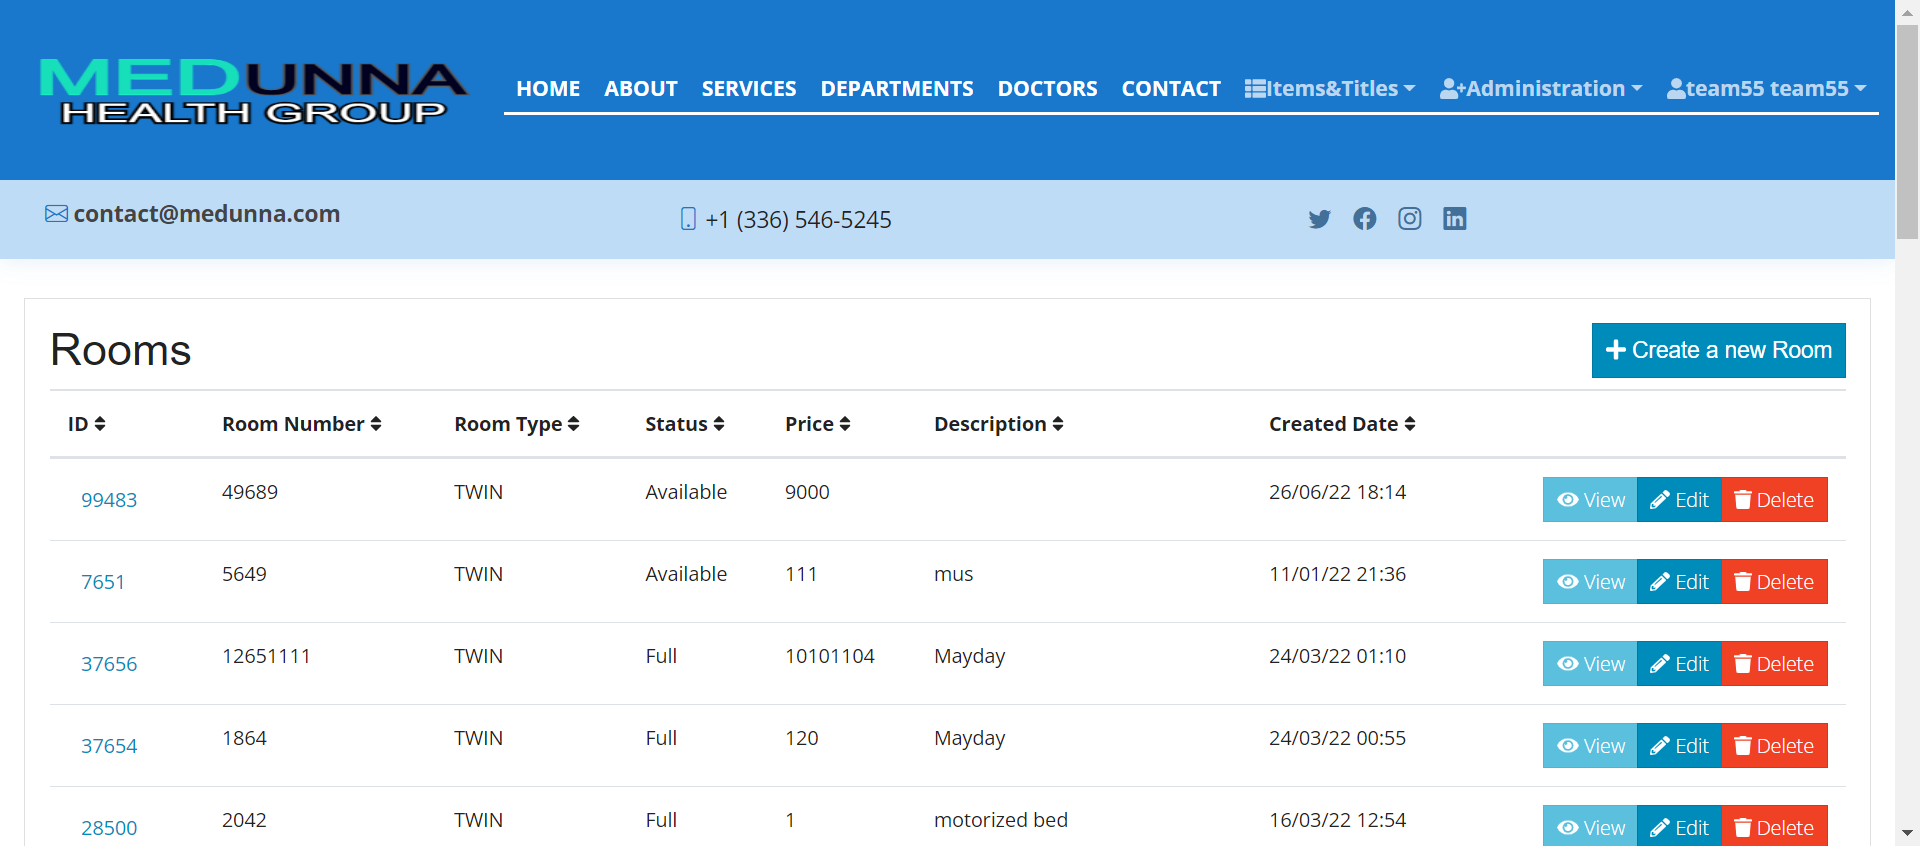 MEDUNNA
HEALTH GROUP
HOME ABOUT SERVICES DEPARTMENTS DOCTORS CONTACT Items&Titles Administration team55 team55
contact@medunna.com +1 (336) 546-5245
Rooms Create a new Room
ID Room Number Room Type Status Price Description Created Date
99483 49689 TWIN Available 9000 26/06/22 18:14 View Edit Delete
7651 5649 TWIN Available 111 mus 11/01/22 21:36 View Edit Delete
37656 12651111 TWIN Full 10101104 Mayday 24/03/22 01:10 View Edit Delete
37654 1864 TWIN Full 120 Mayday 24/03/22 00:55 View Edit Delete
28500 2042 TWIN Full 1 motorized bed 16/03/22 12:54 View Edit Delete